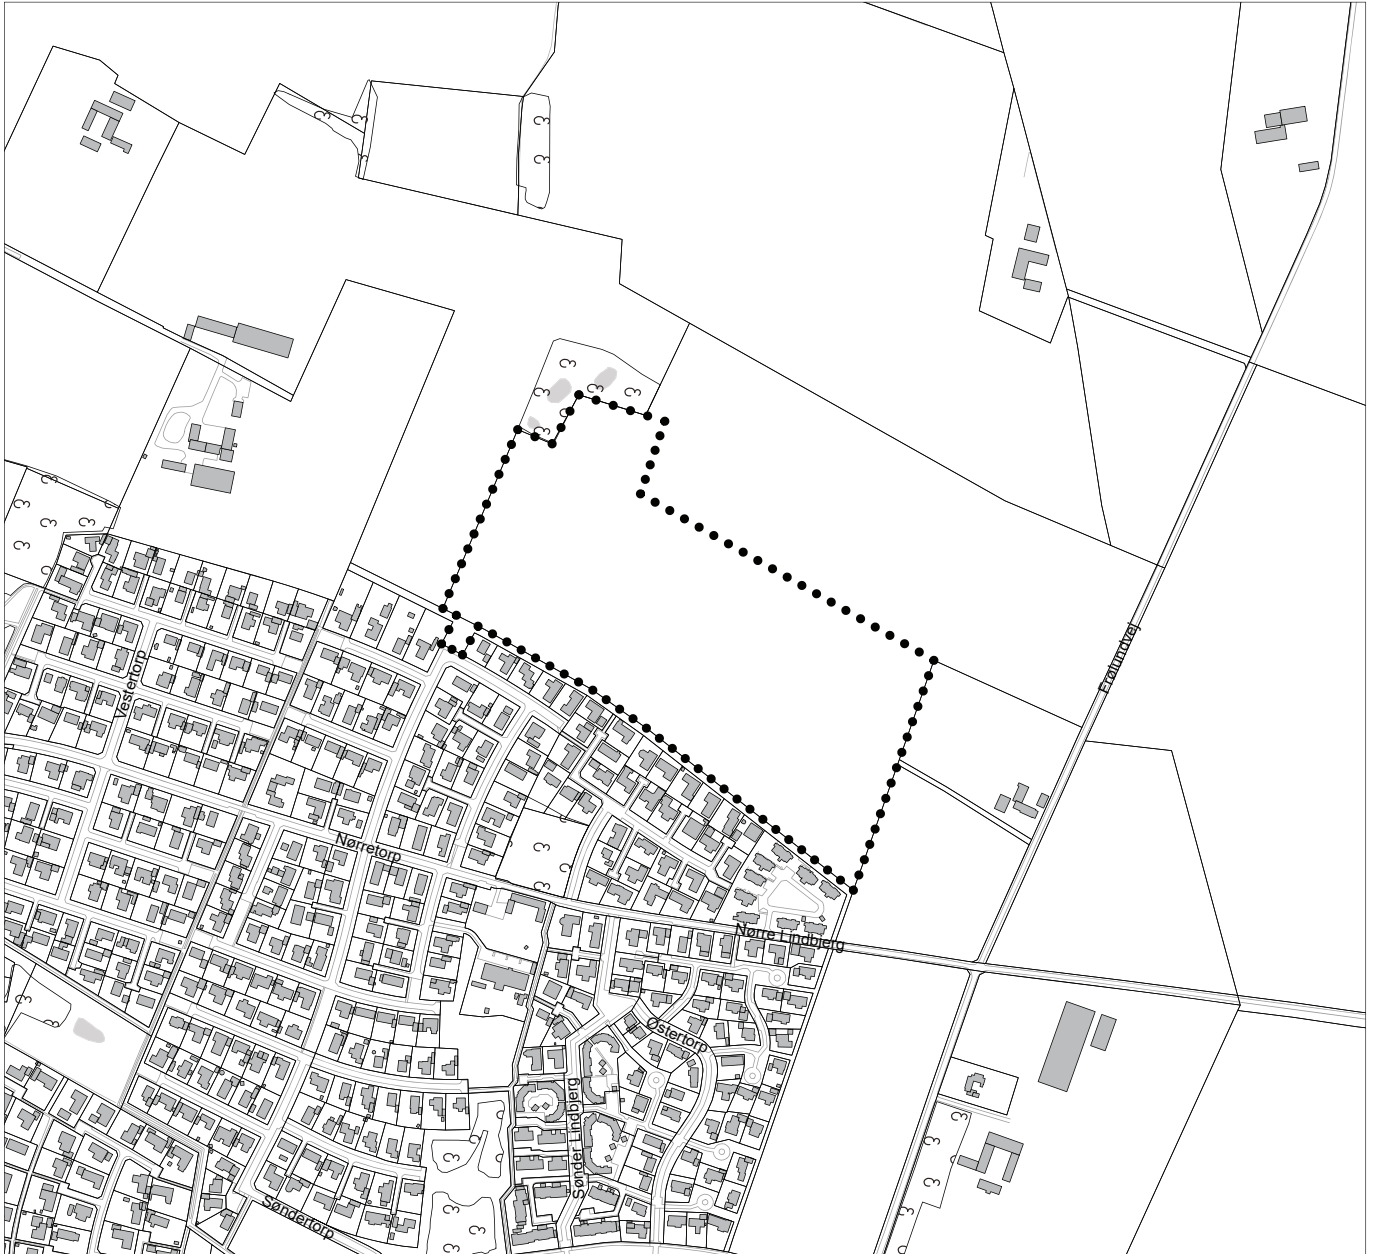 Frølundvej
Vestertorp
Nørretorp
Nørre Lindbjerg
Østertorp
Sønder Lindbjerg
Søndertorp